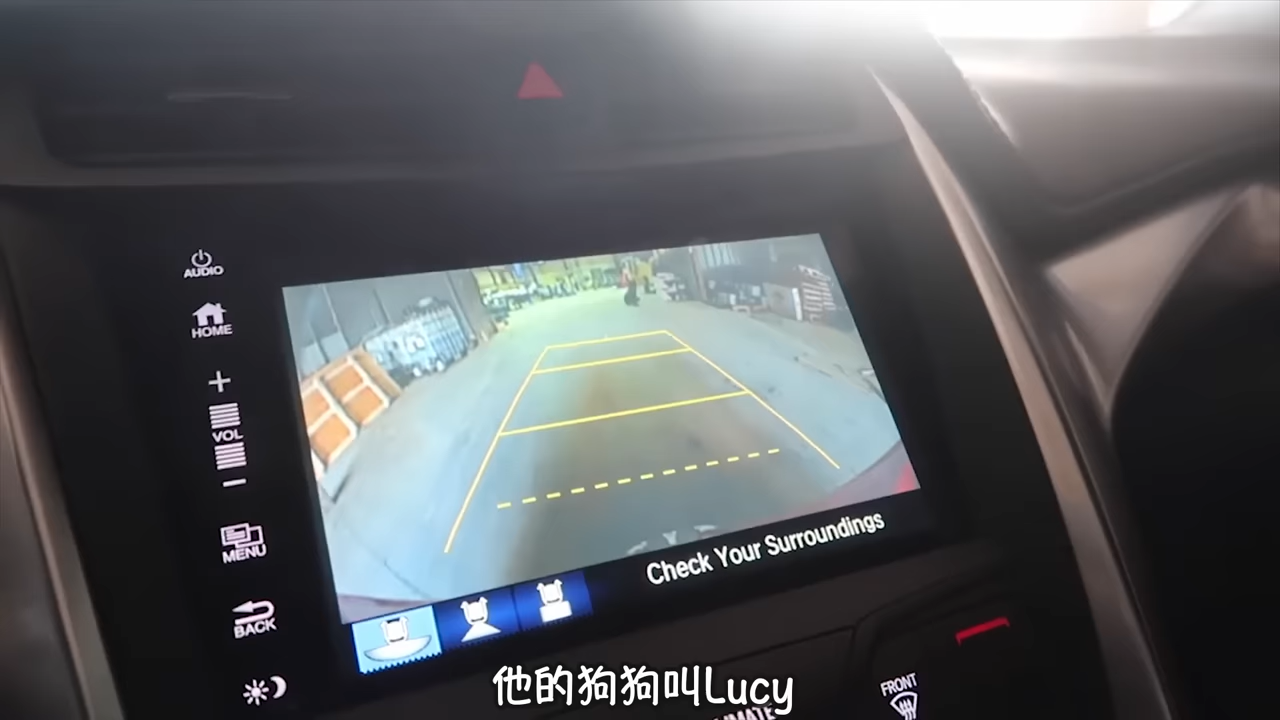 AUDIO
HOME
+
VOL
−
MENU
BACK
Check Your Surroundings
FRONT
他的狗狗叫Lucy